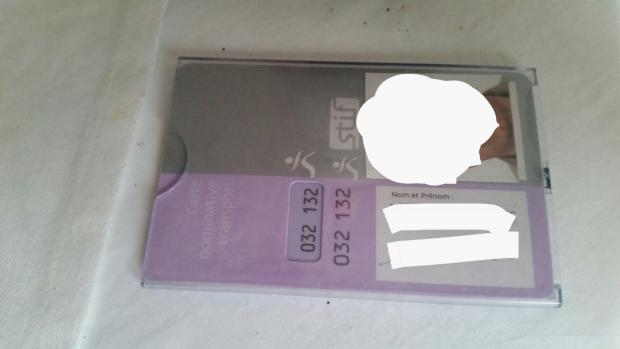 stif
Carte
nominative
transport
032 132
032 132
Nom et Prénom :